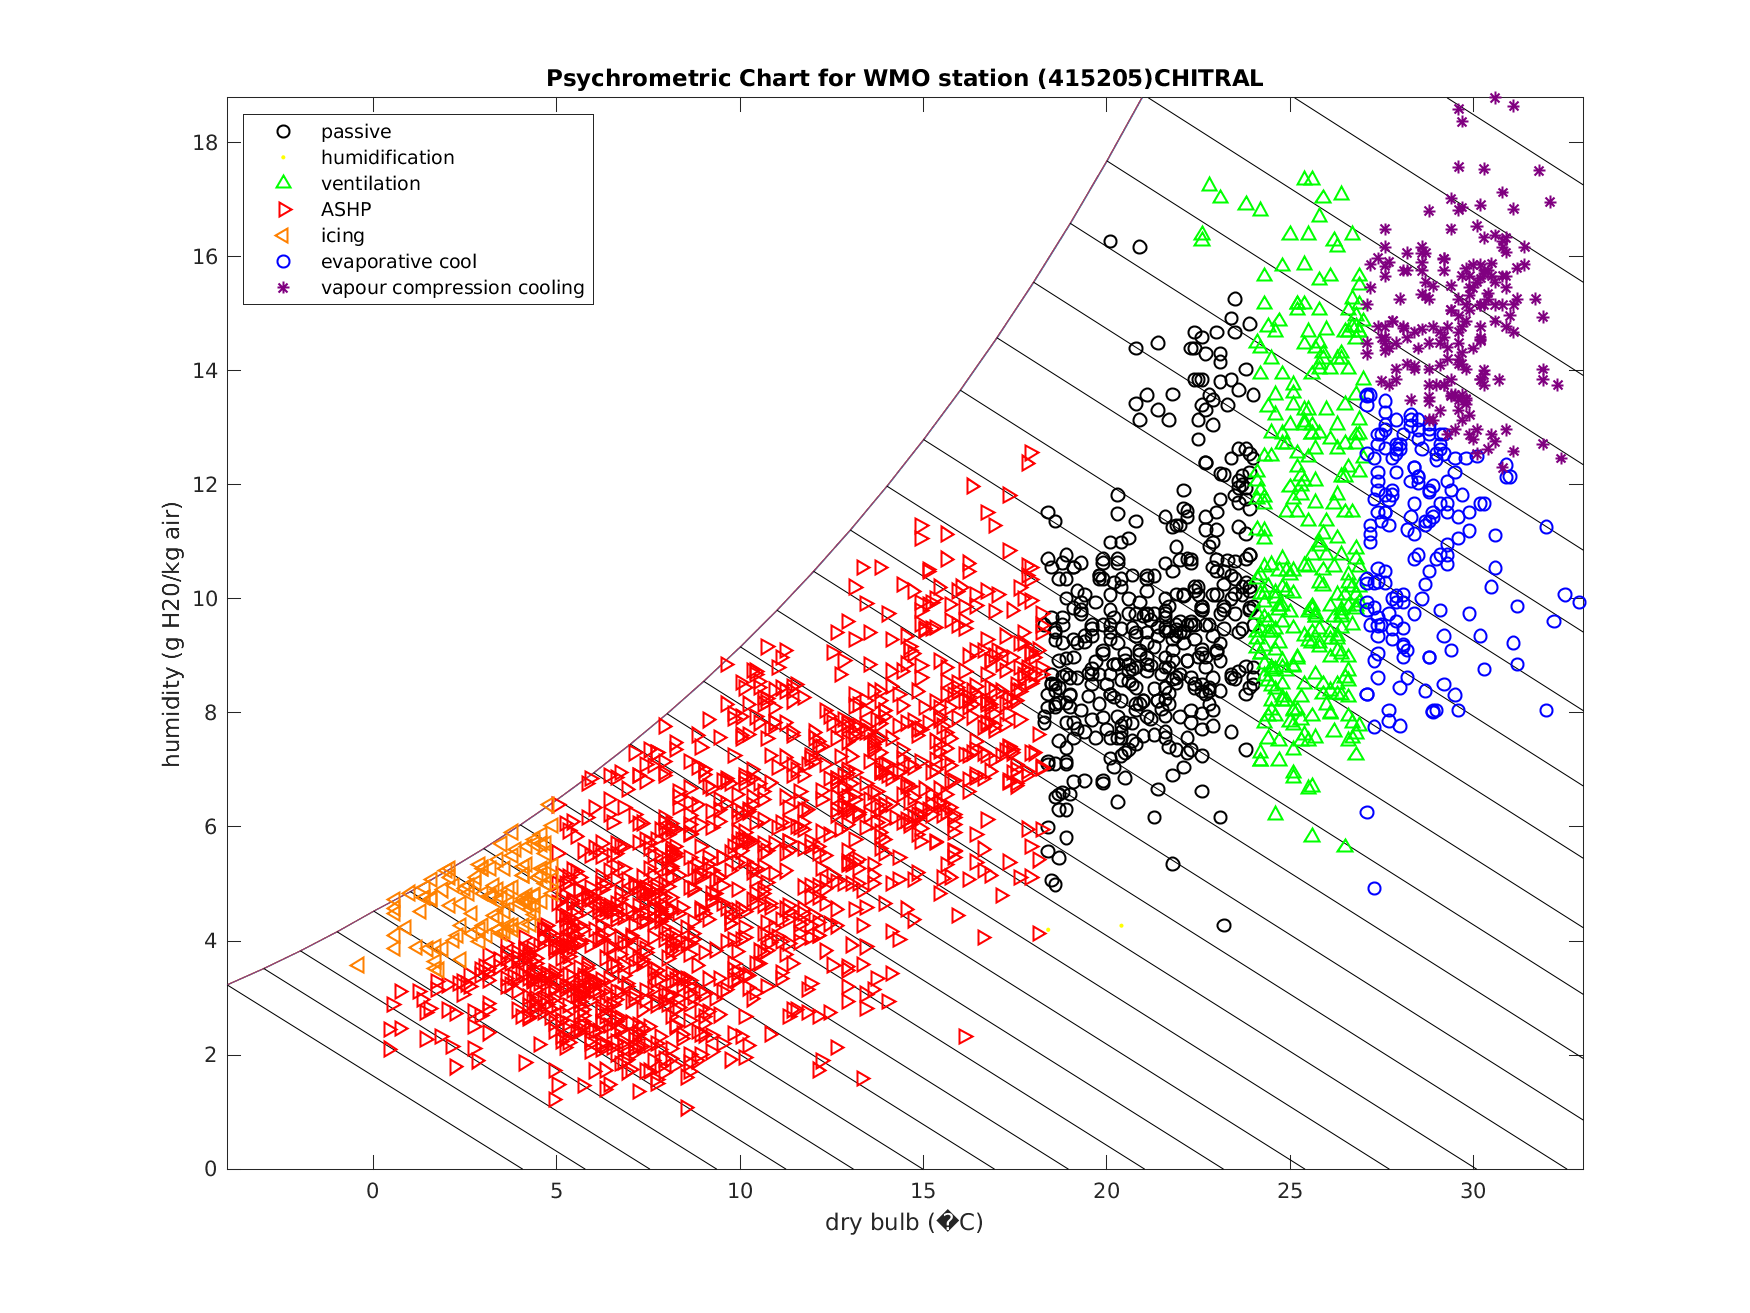 Psychrometric Chart for WMO station (415205)CHITRAL
passive
humidification
ventilation
ASHP
icing
evaporative cool
vapour compression cooling
18
16
14
12
10
8
6
4
2
0
humidity (g H20/kg air)
0 5 10 15 20 25 30
dry bulb (�C)